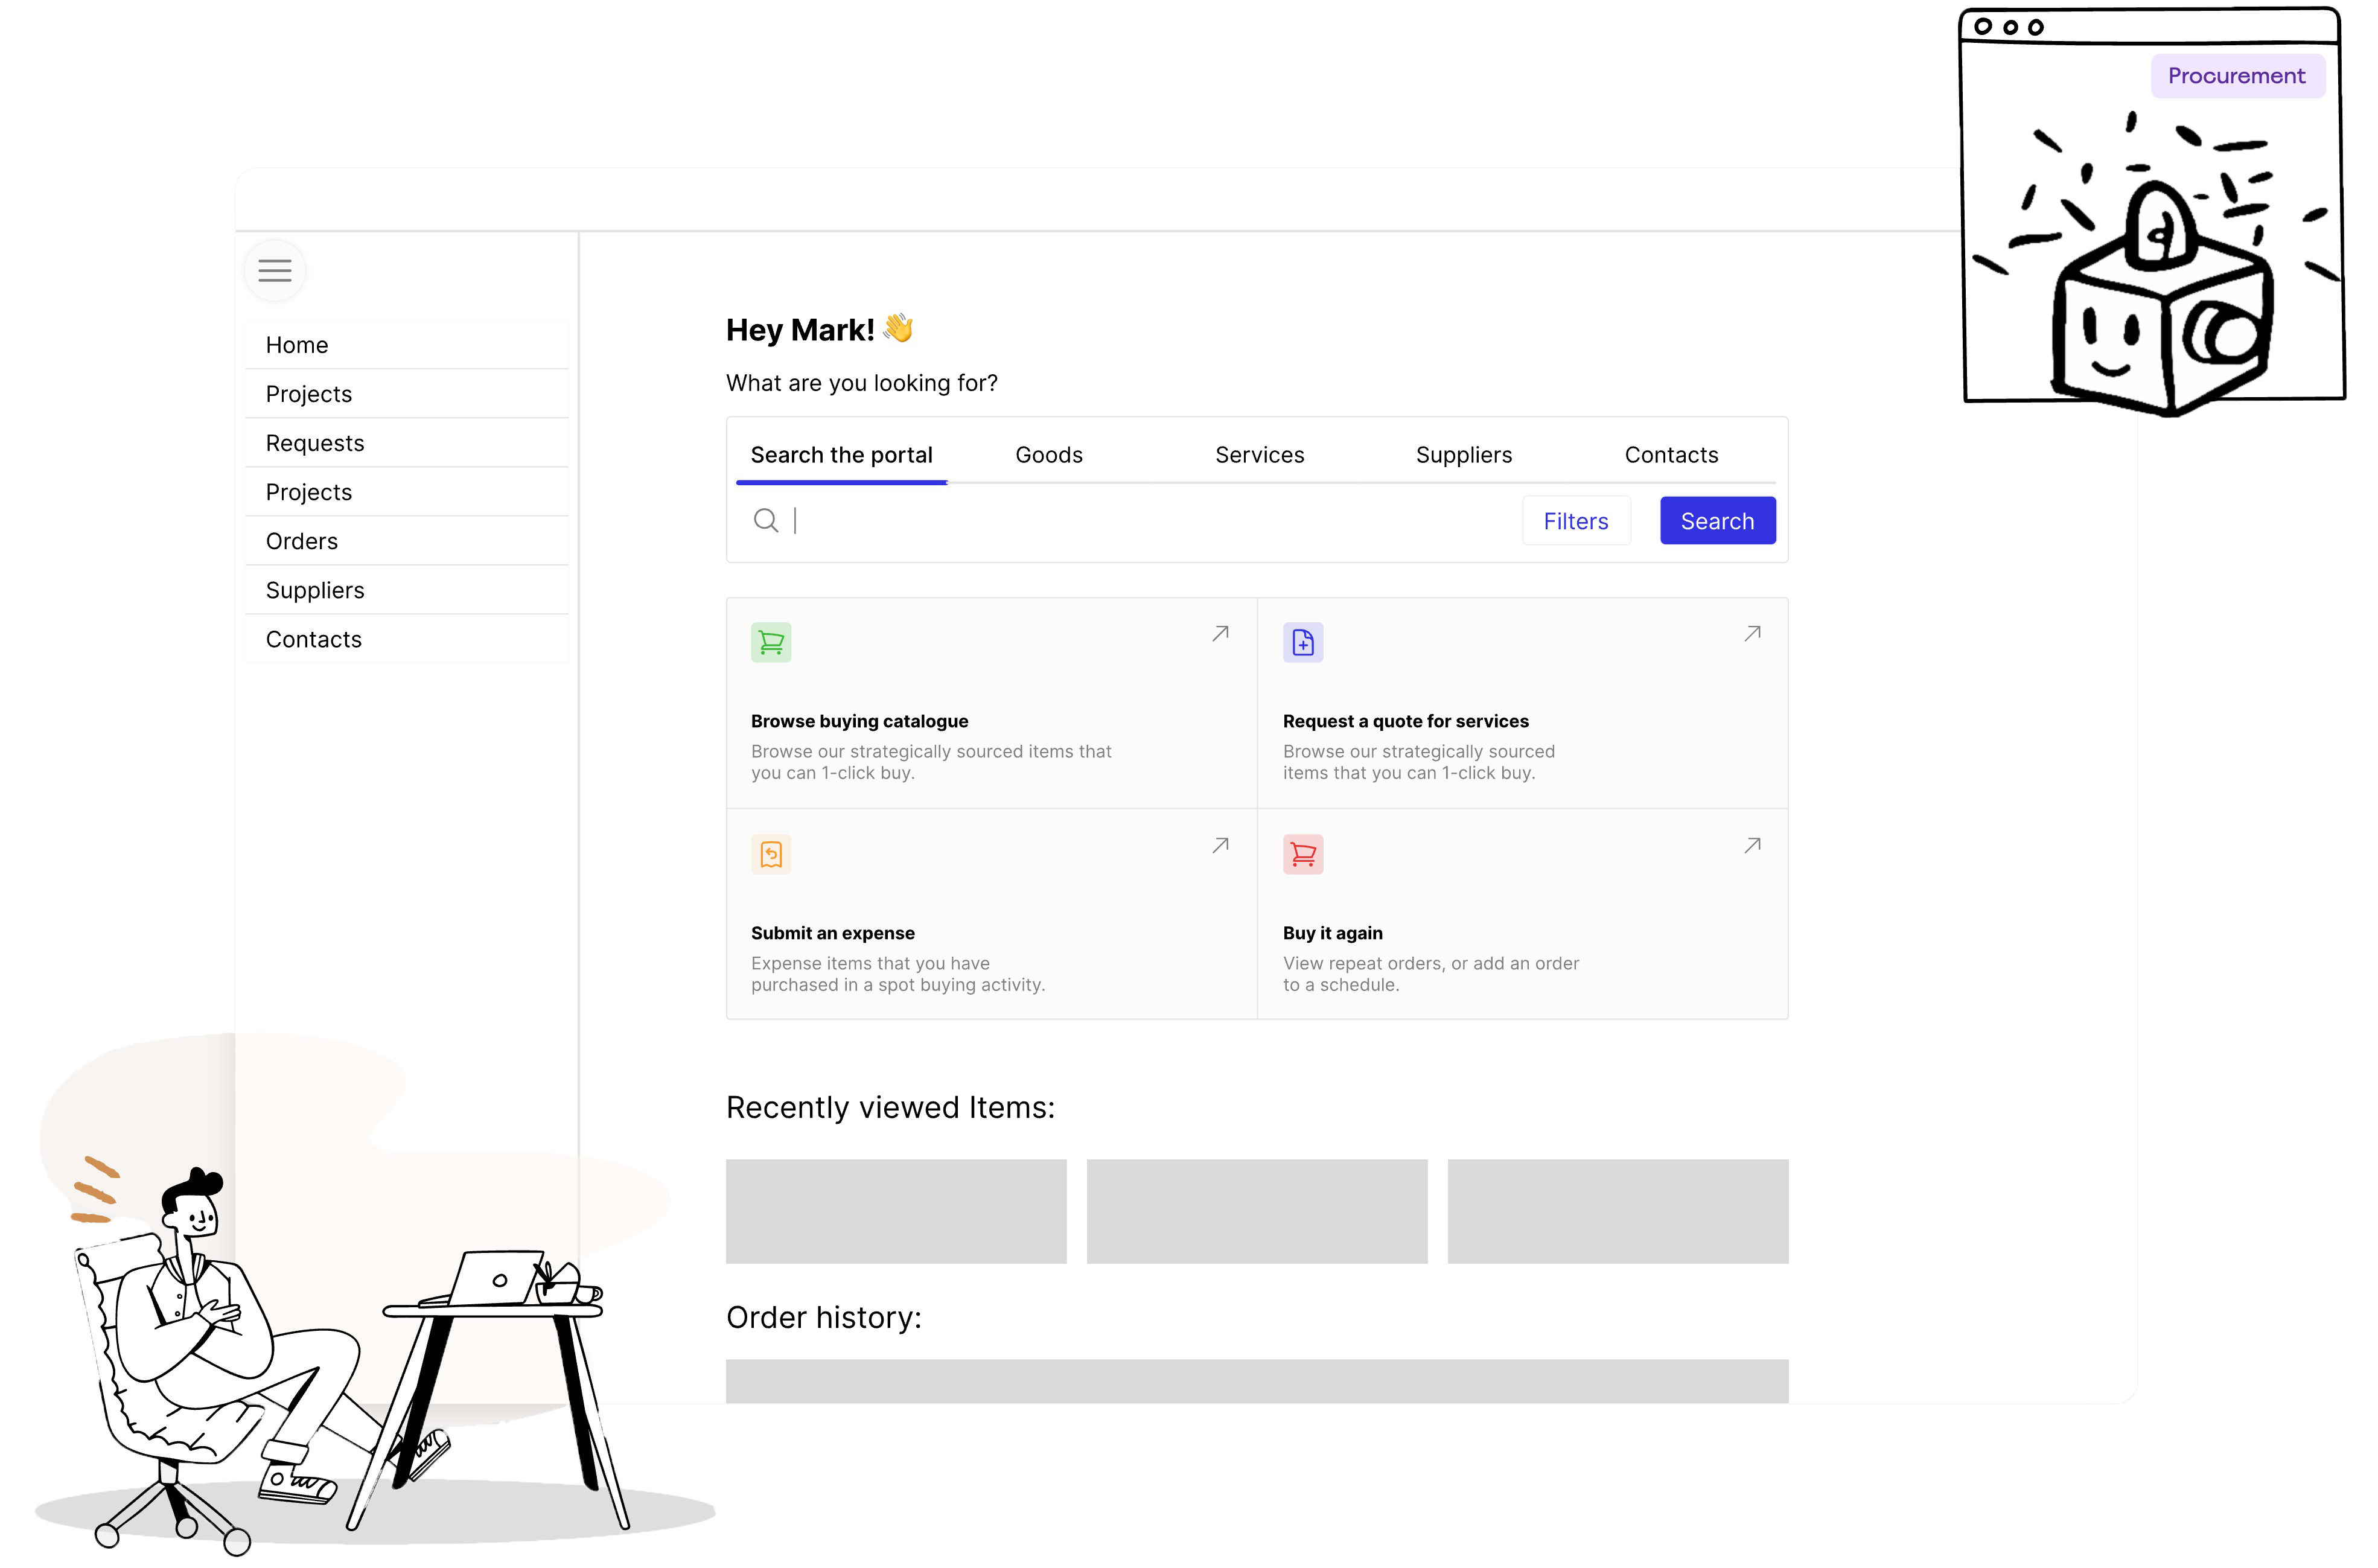 Procurement
Home
Projects
Requests
Projects
Orders
Suppliers
Contacts
Hey Mark! 👋
What are you looking for?
Search the portal
Goods
Services
Suppliers
Contacts
Filters
Search
Browse buying catalogue
Browse our strategically sourced items that
you can 1-click buy.
Request a quote for services
Browse our strategically sourced
items that you can 1-click buy.
Submit an expense
Expense items that you have
purchased in a spot buying activity.
Buy it again
View repeat orders, or add an order
to a schedule.
Recently viewed Items:
Order history: